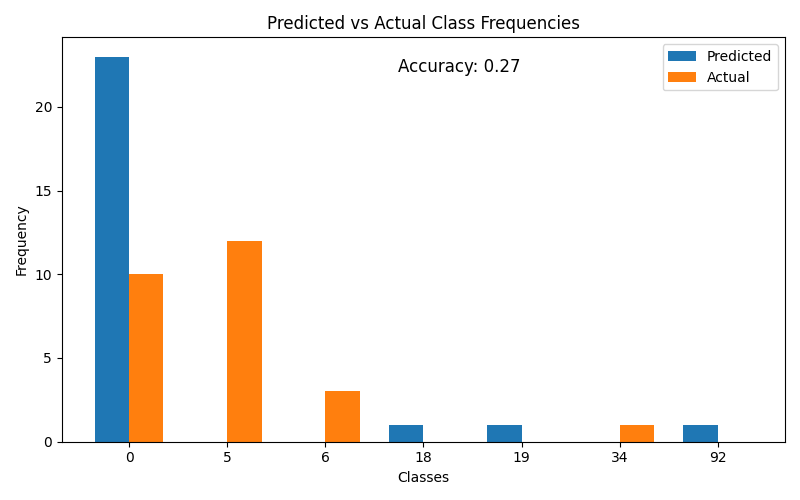 Predicted vs Actual Class Frequencies
Accuracy: 0.27
Predicted
Actual
Frequency
20
15
10
5
0
0 5 6 18 19 34 92
Classes